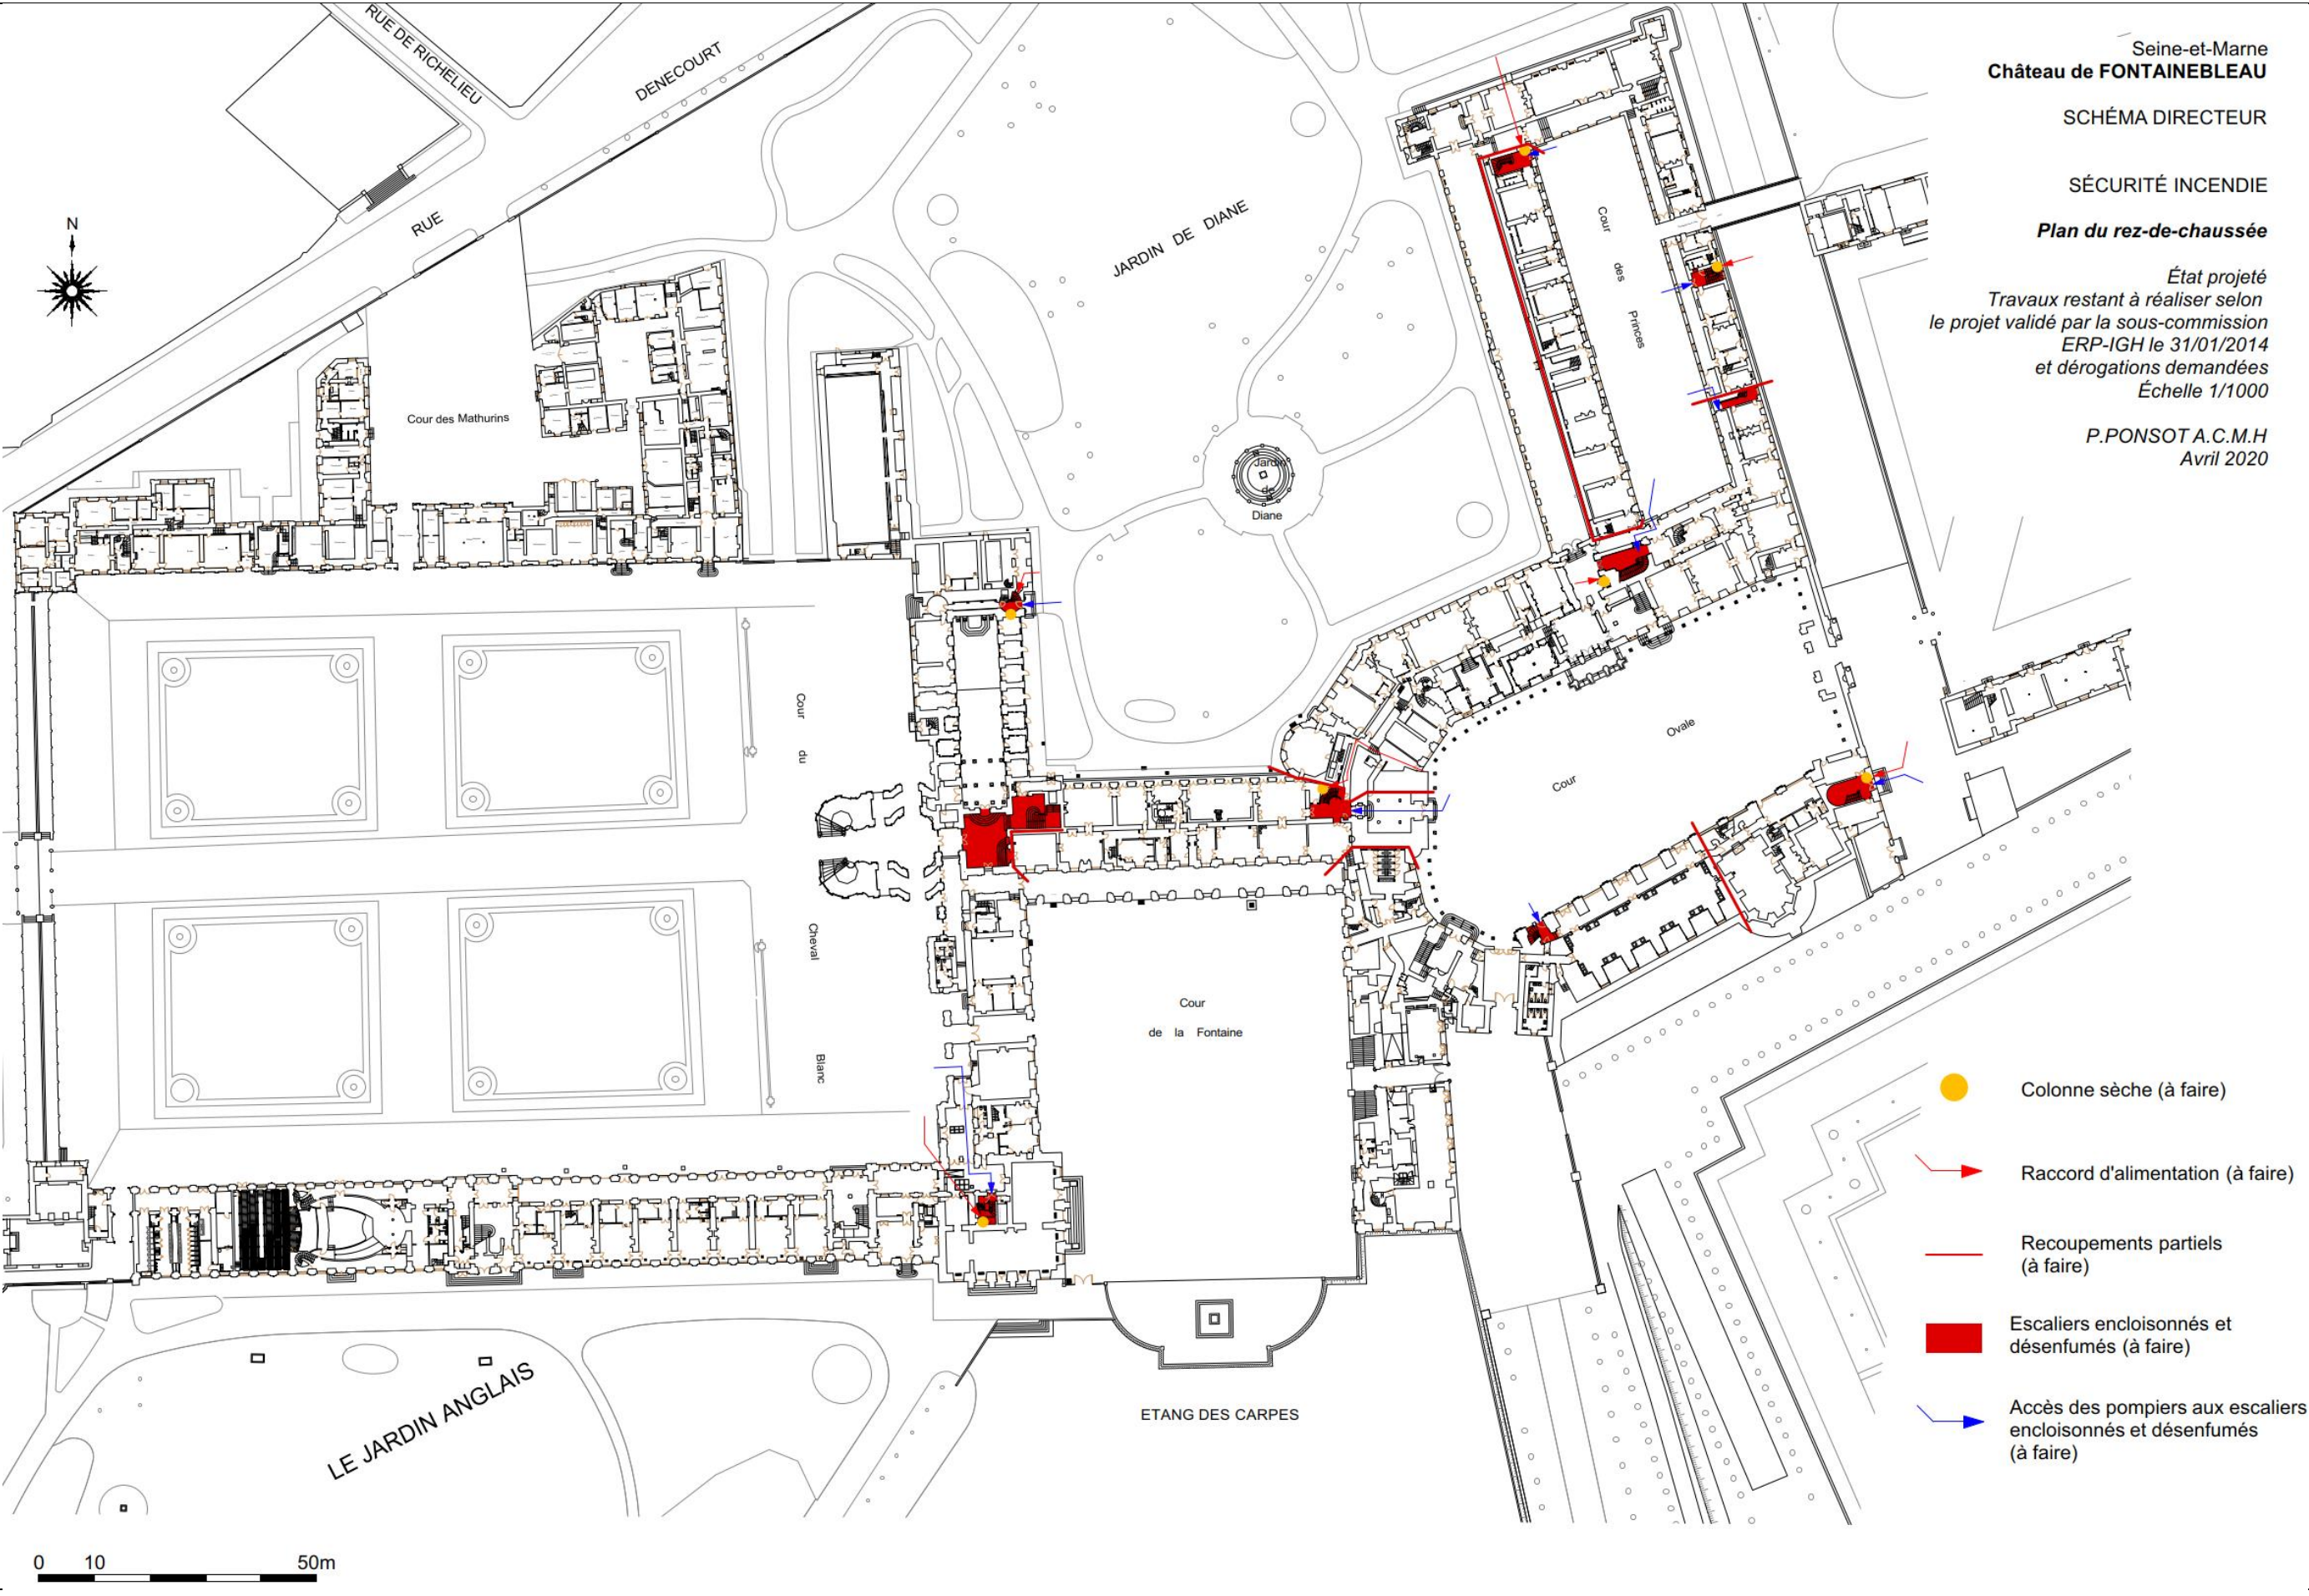 Seine-et-Marne
Château de FONTAINEBLEAU
SCHÉMA DIRECTEUR
SÉCURITÉ INCENDIE
Plan du rez-de-chaussée
État projeté
Travaux restant à réaliser selon
le projet validé par la sous-commission
ERP-IGH le 31/01/2014
et dérogations demandées
Échelle 1/1000
P.PONSOT A.C.M.H
Avril 2020
RUE DE RICHELIEU
RUE
DENECOURT
N
JARDIN DE DIANE
Cour
des
Princes
Cour des Mathurins
Jardin
de
Diane
Cour
du
Cheval
Blanc
Cour
Ovale
Cour
de la Fontaine
LE JARDIN ANGLAIS
ETANG DES CARPES
Colonne sèche (à faire)
Raccord d'alimentation (à faire)
Recoupements partiels
(à faire)
Escaliers encloisonnés et
désenfumés (à faire)
Accès des pompiers aux escaliers
encloisonnés et désenfumés
(à faire)
0 10 50m